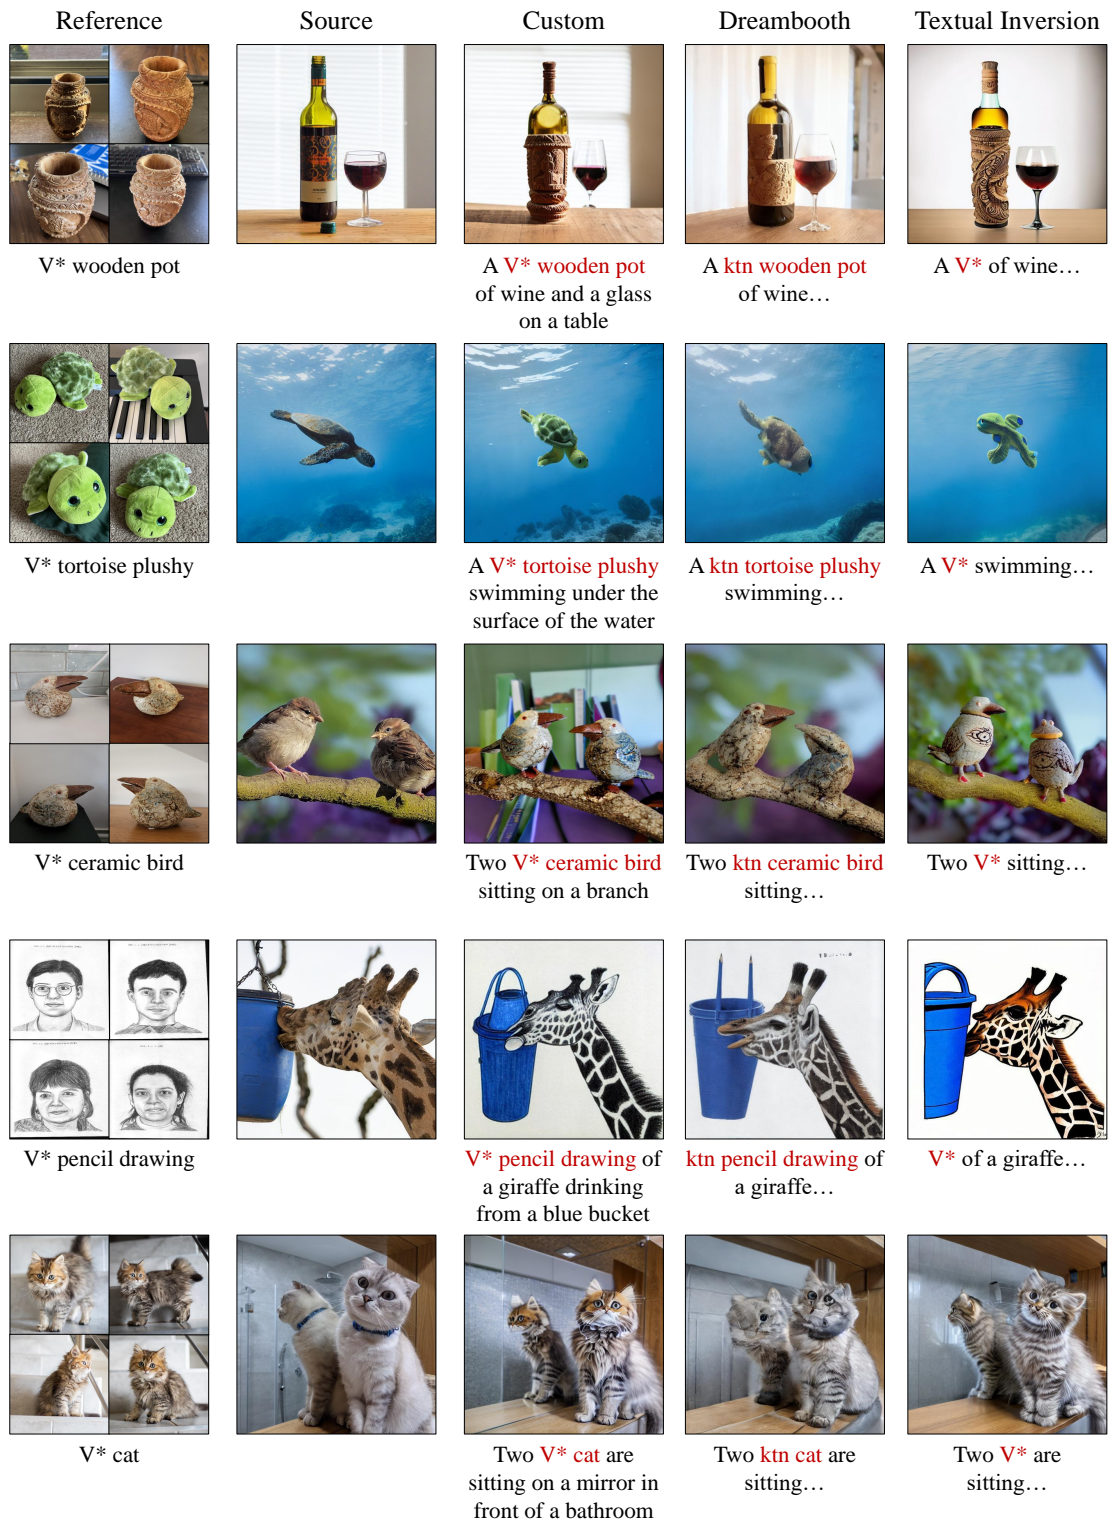 Reference
Source
Custom
Dreambooth
Textual Inversion
V* wooden pot
A V* wooden pot
of wine and a glass
on a table
A ktn wooden pot
of wine…
A V* of wine…
V* tortoise plushy
A V* tortoise plushy
swimming under the
surface of the water
A ktn tortoise plushy
swimming…
A V* swimming…
V* ceramic bird
Two V* ceramic bird
sitting on a branch
Two ktn ceramic bird
sitting…
Two V* sitting…
V* pencil drawing
V* pencil drawing of
a giraffe drinking
from a blue bucket
ktn pencil drawing of
a giraffe…
V* of a giraffe…
V* cat
Two V* cat are
sitting on a mirror in
front of a bathroom
Two ktn cat are
sitting…
Two V* are
sitting…